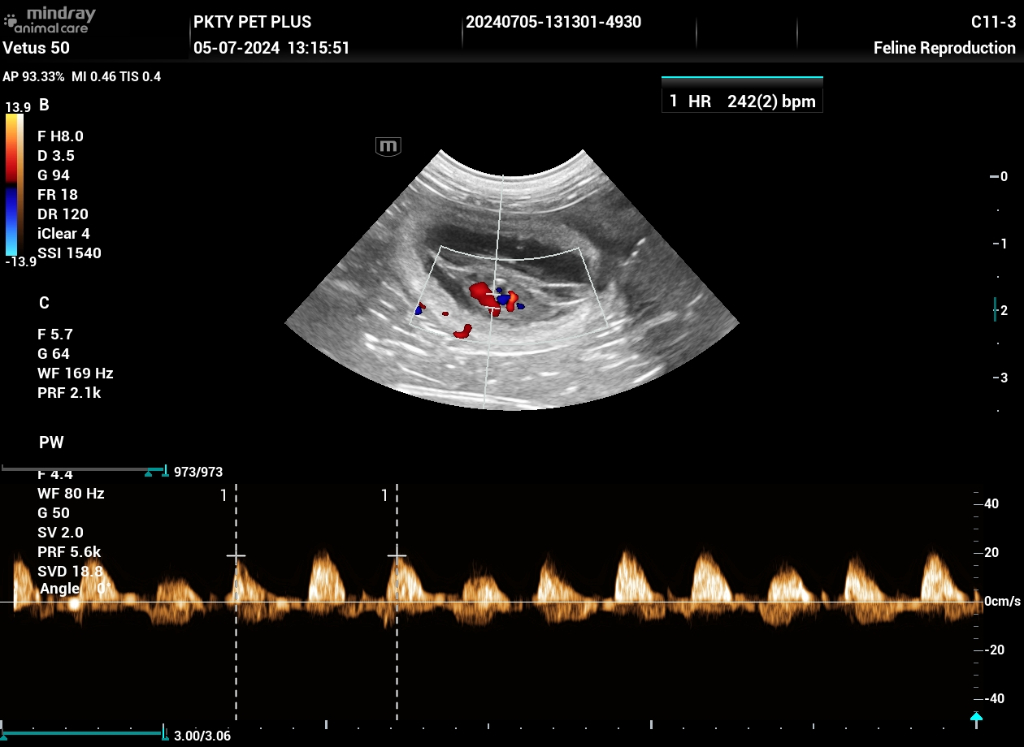 mindray
animalcare
PKTY PET PLUS
20240705-131301-4930
C11-3
Vetus 50
05-07-2024 13:15:51
Feline Reproduction
AP 93.33% MI 0.46 TIS 0.4
1 HR 242(2) bpm
13.9
B
F H8.0
D 3.5
G 94
FR 18
DR 120
iClear 4
SSI 1540
-13.9
m
0
-1
-2
-3
C
F 5.7
G 64
WF 169 Hz
PRF 2.1k
PW
973/973
F 4.4
WF 80 Hz
G 50
SV 2.0
PRF 5.6k
SVD 18.8
Angle 0°
1
1
40
20
0cm/s
-20
-40
3.00/3.06